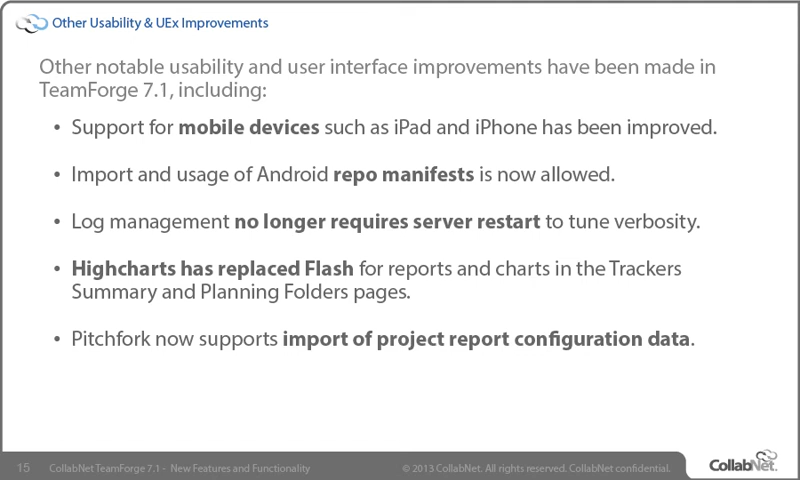 Other Usability & UEx Improvements
Other notable usability and user interface improvements have been made in
TeamForge 7.1, including:
• Support for mobile devices such as iPad and iPhone has been improved.
• Import and usage of Android repo manifests is now allowed.
• Log management no longer requires server restart to tune verbosity.
• Highcharts has replaced Flash for reports and charts in the Trackers
Summary and Planning Folders pages.
• Pitchfork now supports import of project report configuration data.
15 CollabNet TeamForge 7.1 - New Features and Functionality © 2013 CollabNet. All rights reserved. CollabNet confidential. CollabNet.